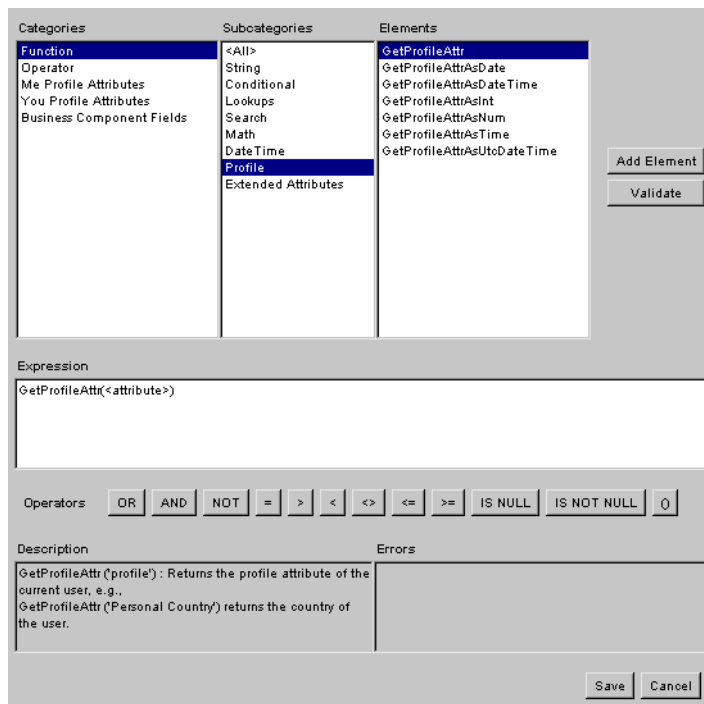 Categories
Subcategories
Elements
Function
Operator
Me Profile Attributes
You Profile Attributes
Business Component Fields
<All>
String
Conditional
Lookups
Search
Math
DateTime
Profile
Extended Attributes
GetProfileAttr
GetProfileAttrAsDate
GetProfileAttrAsDateTime
GetProfileAttrAsInt
GetProfileAttrAsNum
GetProfileAttrAsTime
GetProfileAttrAsUtcDateTime
Add Element
Validate
Expression
GetProfileAttr(<attribute>)
Operators OR AND NOT = > < <> <= >= IS NULL IS NOT NULL ()
Description
GetProfileAttr('profile') : Returns the profile attribute of the
current user, e.g.,
GetProfileAttr('Personal Country') returns the country of
the user.
Errors
Save Cancel